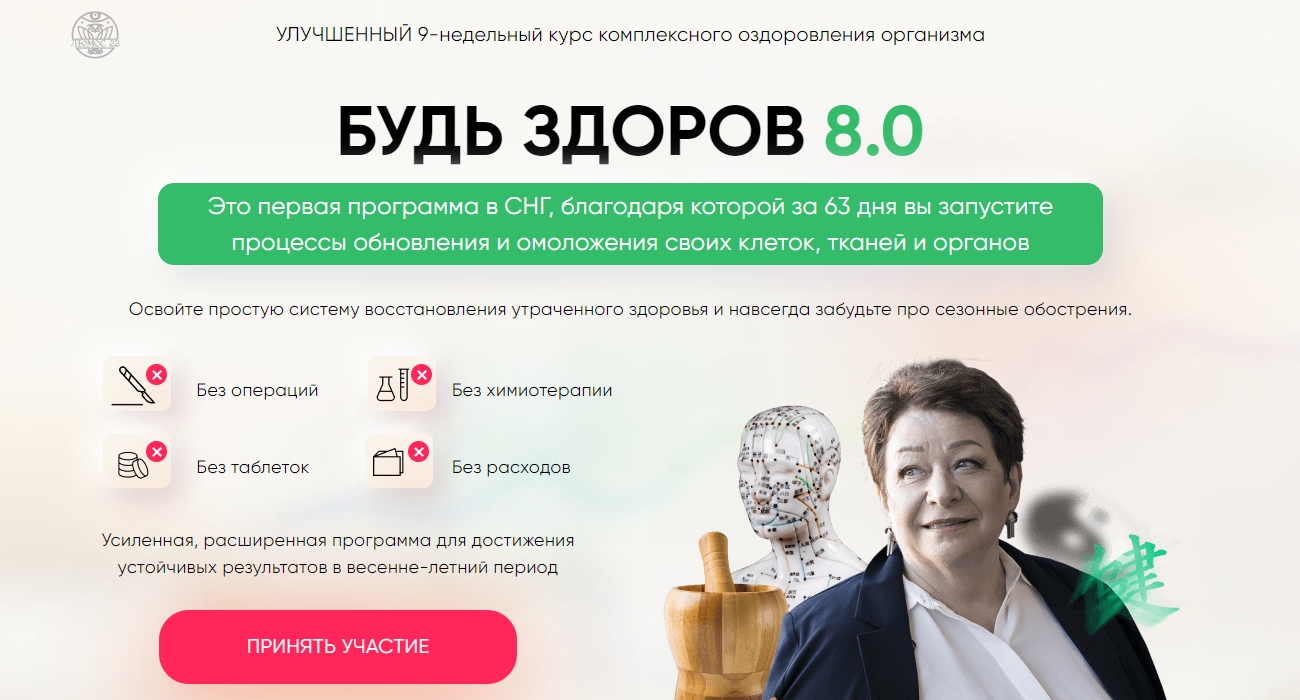 ЛЮМОС 22
УЛУЧШЕННЫЙ 9-недельный курс комплексного оздоровления организма
БУДЬ ЗДОРОВ 8.0
Это первая программа в СНГ, благодаря которой за 63 дня вы запустите
процессы обновления и омоложения своих клеток, тканей и органов
Освойте простую систему восстановления утраченного здоровья и навсегда забудьте про сезонные обострения.
Без операций
Без химиотерапии
Без таблеток
Без расходов
Усиленная, расширенная программа для достижения
устойчивых результатов в весенне-летний период
ПРИНЯТЬ УЧАСТИЕ
健